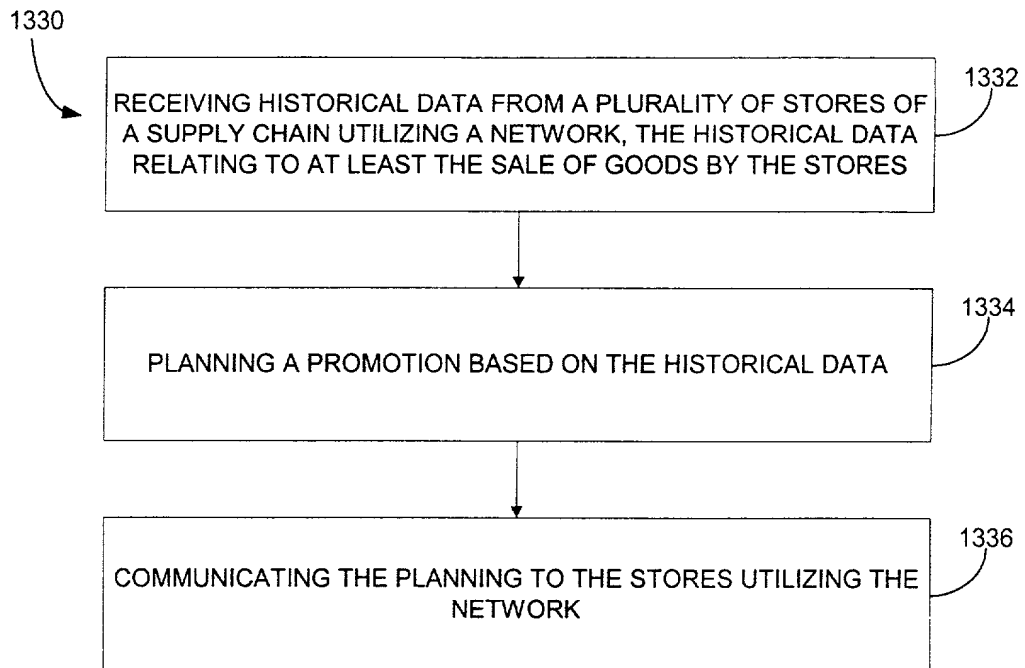 1330
1332
RECEIVING HISTORICAL DATA FROM A PLURALITY OF STORES OF
A SUPPLY CHAIN UTILIZING A NETWORK, THE HISTORICAL DATA
RELATING TO AT LEAST THE SALE OF GOODS BY THE STORES
1334
PLANNING A PROMOTION BASED ON THE HISTORICAL DATA
1336
COMMUNICATING THE PLANNING TO THE STORES UTILIZING THE
NETWORK